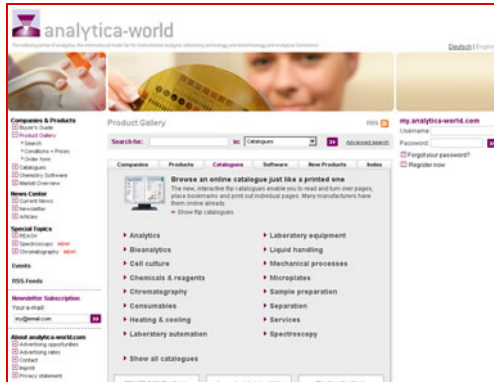 analytica-world
Deutsch | English
Companies & Products
Buyer's Guide
Product Gallery
Search
Conditions + Prices
Order form
Catalogues
Chemistry Software
Market Overview
News Center
Current News
Newsletter
Articles
Special Topics
REACH
Spectroscopy NEW!
Chromatography NEW!
Events
RSS-Feeds
Newsletter Subscription
Your e-mail:
my@email.com
About analytica-world.com
Advertising opportunities
Advertising rates
Contact
Imprint
Privacy statement
Product Gallery
RSS
Search for:
in: Catalogues
Advanced search
Companies Products Catalogues Software New Products Index
Browse an online catalogue just like a printed one
The new, interactive flip catalogues enable you to read and turn over pages,
place bookmarks and print out individual pages. Many manufacturers have
them online already.
Show flip catalogues
Analytics
Bioanalytics
Cell culture
Chemicals & reagents
Chromatography
Consumables
Heating & cooling
Laboratory automation
Laboratory equipment
Liquid handling
Mechanical processes
Microplates
Sample preparation
Separation
Services
Spectroscopy
Show all catalogues
my.analytica-world.com
Username
Password
Forgot your password?
Register now